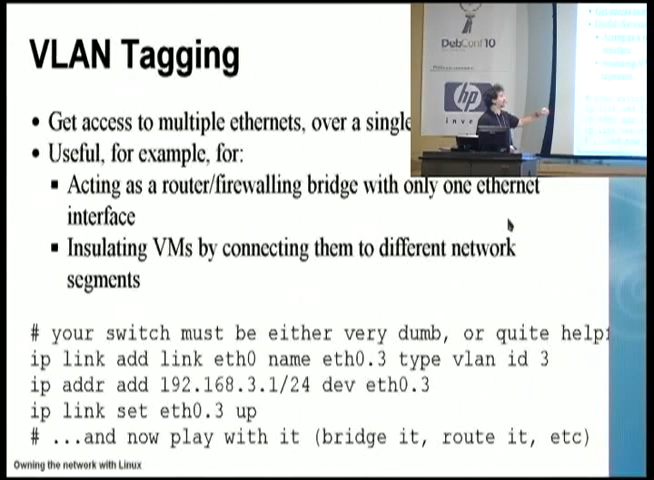 VLAN Tagging
• Get access to multiple ethernets, over a single
• Useful, for example, for:
▪ Acting as a router/firewalling bridge with only one ethernet
interface
▪ Insulating VMs by connecting them to different network
segments
# your switch must be either very dumb, or quite help
ip link add link eth0 name eth0.3 type vlan id 3
ip addr add 192.168.3.1/24 dev eth0.3
ip link set eth0.3 up
# ...and now play with it (bridge it, route it, etc)
Owning the network with Linux
DebConf10
hp
invent